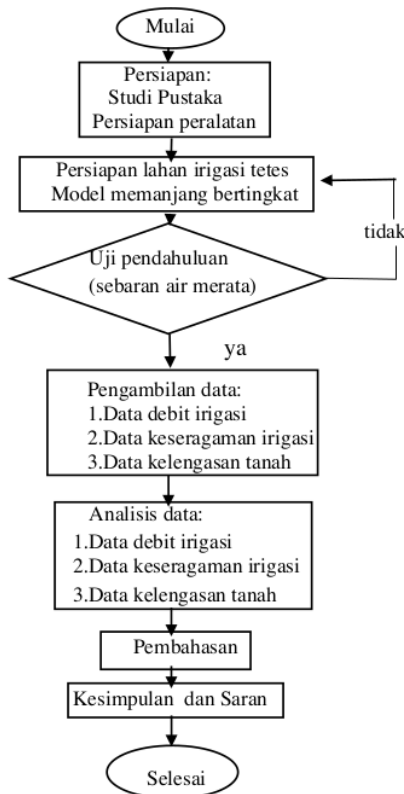 Mulai
Persiapan:
Studi Pustaka
Persiapan peralatan
Persiapan lahan irigasi tetes
Model memanjang bertingkat
tidak
Uji pendahuluan
(sebaran air merata)
ya
Pengambilan data:
1.Data debit irigasi
2.Data keseragaman irigasi
3.Data kelengasan tanah
Analisis data:
1.Data debit irigasi
2.Data keseragaman irigasi
3.Data kelengasan tanah
Pembahasan
Kesimpulan dan Saran
Selesai